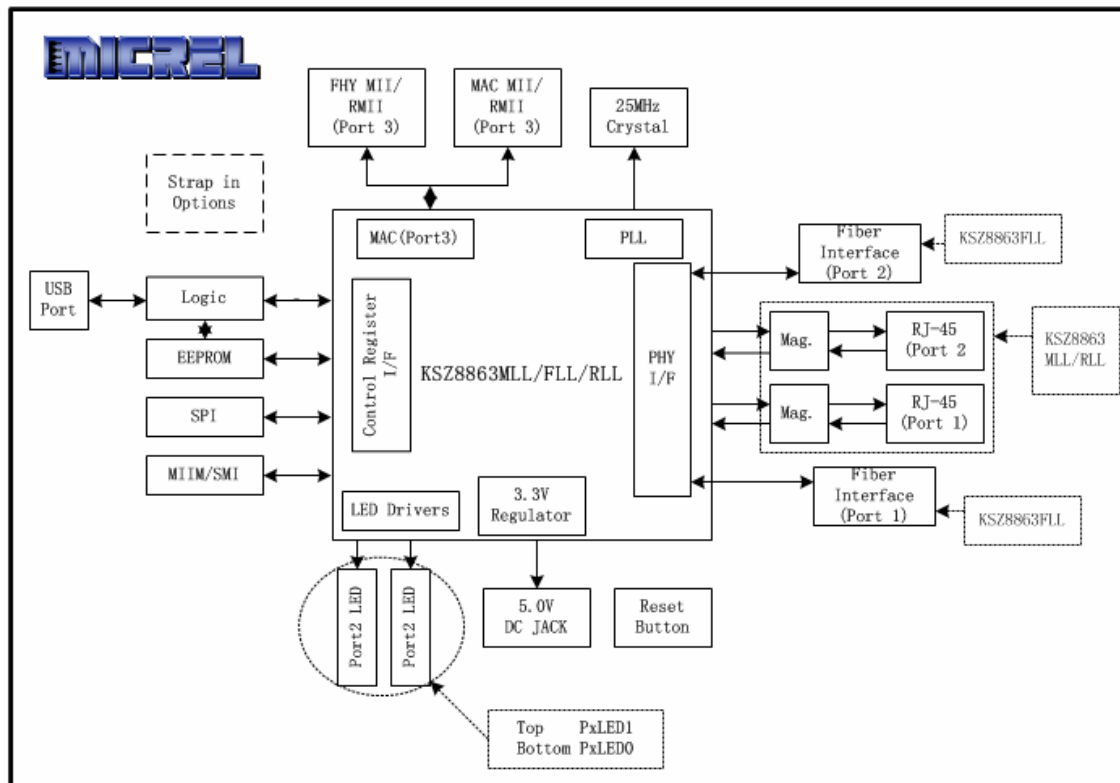 MICREL
FHY MII/
RMII
(Port 3)
MAC MII/
RMII
(Port 3)
25MHz
Crystal
Strap in
Options
MAC(Port3)
PLL
Fiber
Interface
(Port 2)
KSZ8863FLL
USB
Port
Logic
EEPROM
SPI
MIIM/SMI
Control Register
I/F
KSZ8863MLL/FLL/RLL
PHY
I/F
Mag.
RJ-45
(Port 2
KSZ8863
MLL/RLL
Mag.
RJ-45
(Port 1)
Fiber
Interface
(Port 1)
KSZ8863FLL
LED Drivers
3.3V
Regulator
Port2 LED
Port2 LED
5.0V
DC JACK
Reset
Button
Top PxLED1
Bottom PxLED0